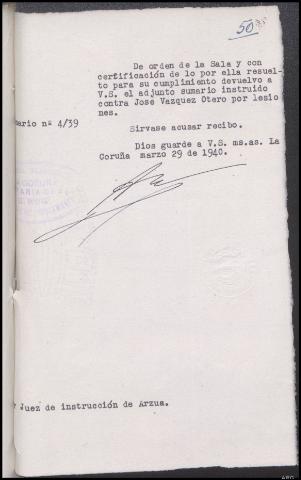 50
De orden de la Sala y con
certificación de lo por ella resuel-
to para su cumplimiento devuelvo a
V.S. el adjunto sumario instruido
contra Jose Vazquez Otero por lesio
nes.
ario nº 4/39
Sirvase acusar recibo.
Dios guarde a V.S. ms.as. La
Coruña marzo 29 de 1940.
Juez de instrucción de Arzua.